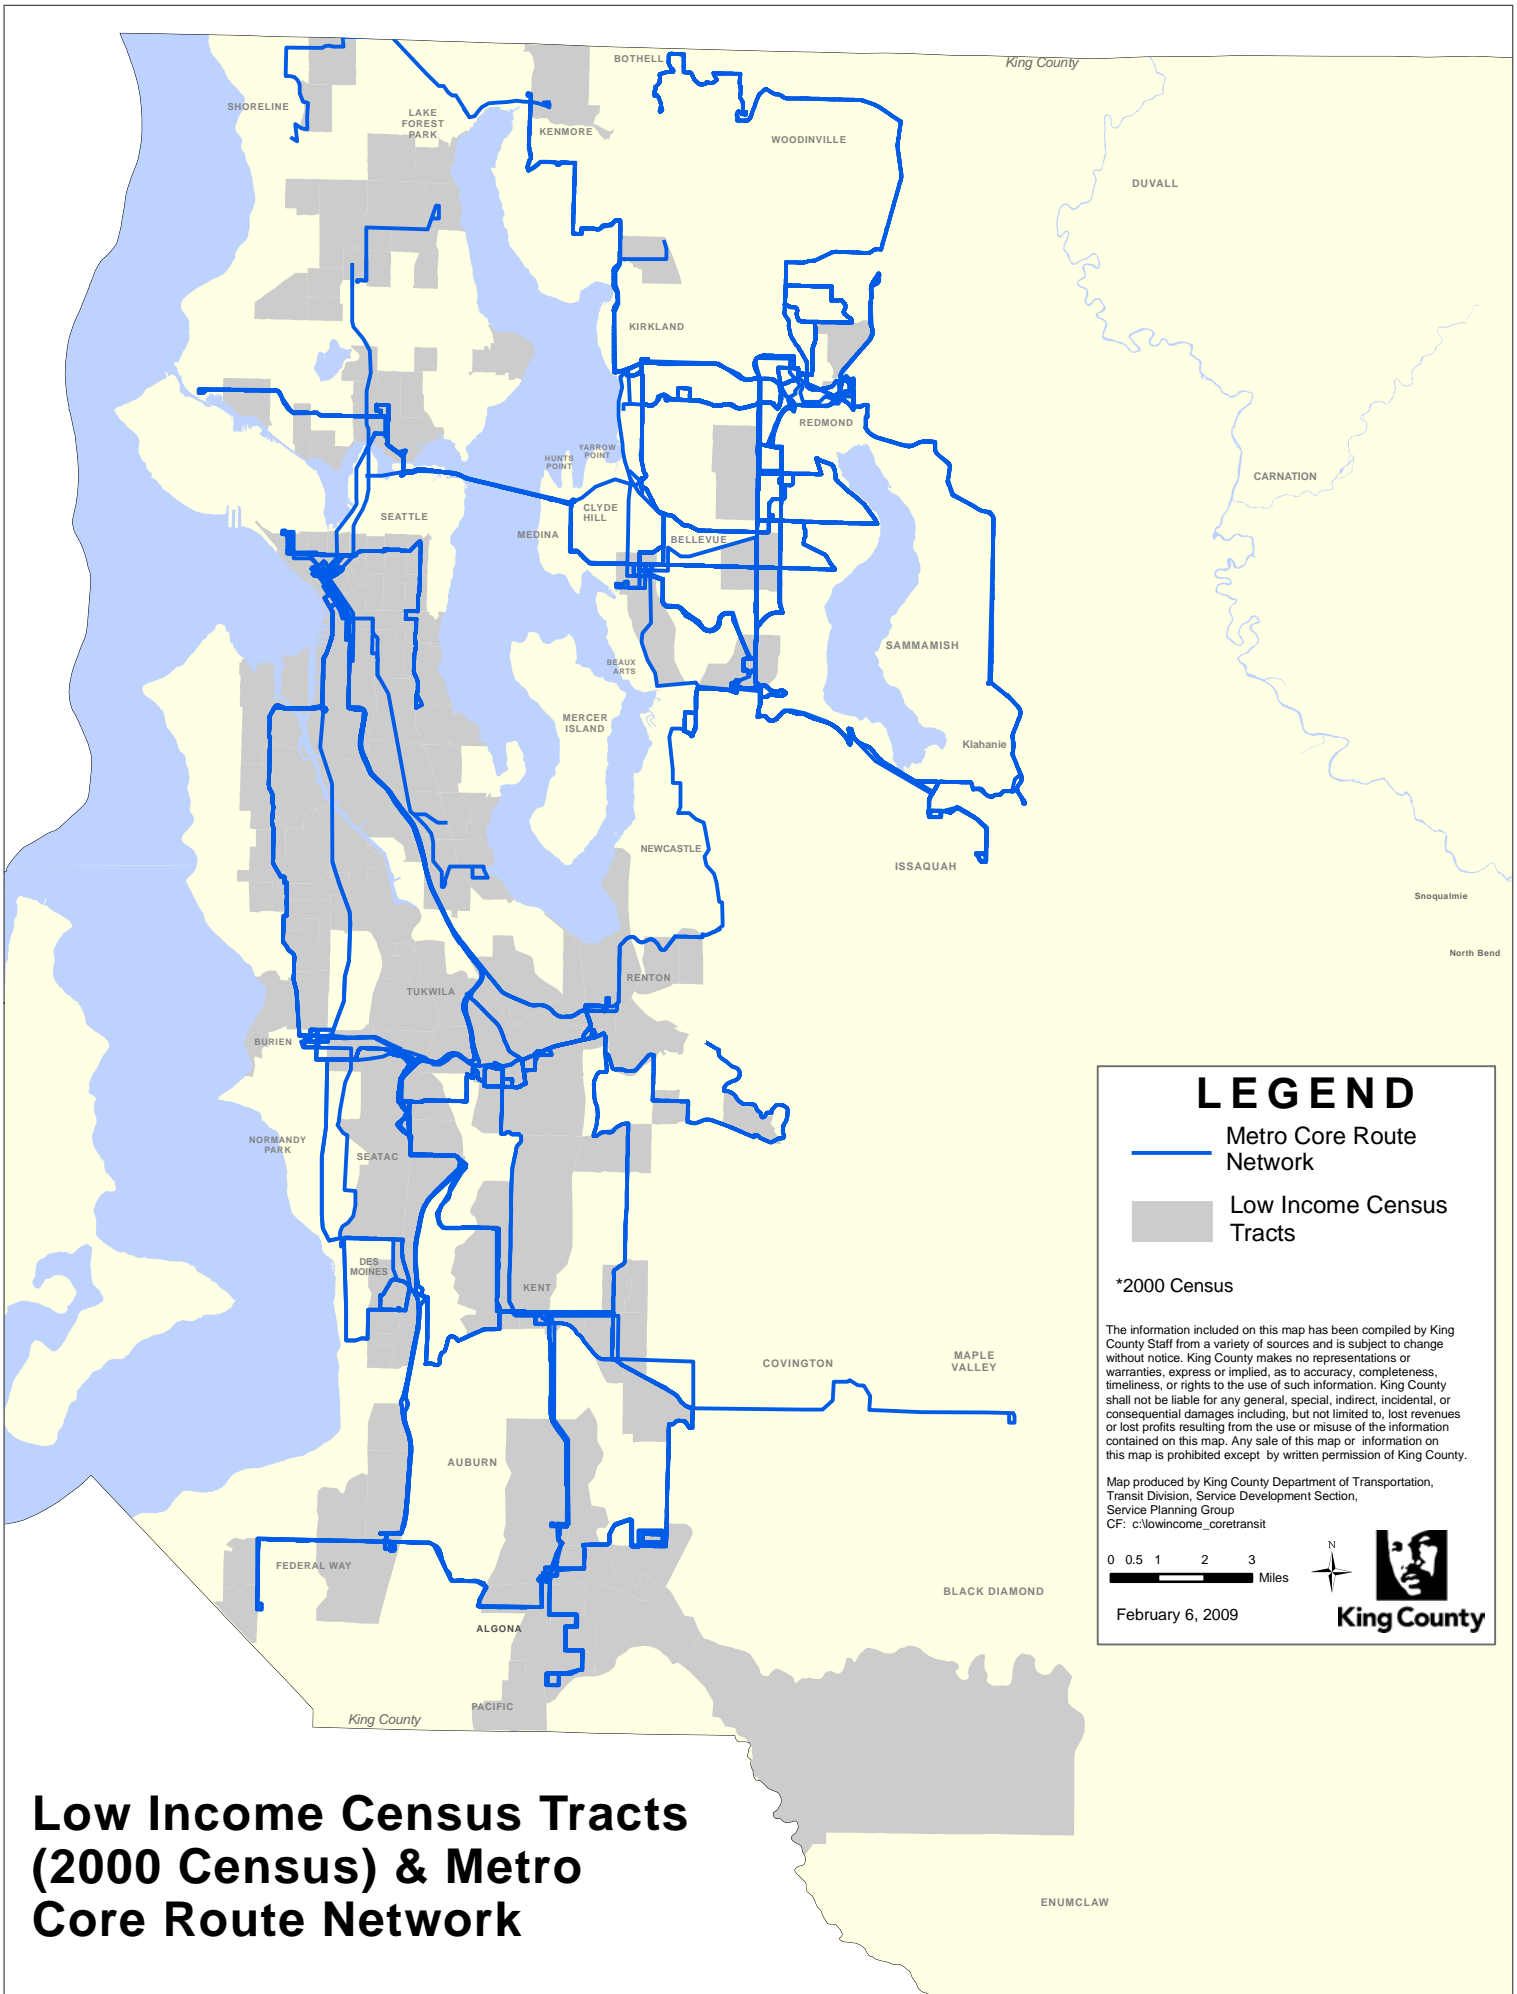 King County
BOTHELL
SHORELINE
LAKE
FOREST
PARK
KENMORE
WOODINVILLE
DUVALL
KIRKLAND
REDMOND
YARROW
POINT
HUNTS
POINT
CARNATION
CLYDE
HILL
SEATTLE
MEDINA
BELLEVUE
SAMMAMISH
BEAUX
ARTS
MERCER
ISLAND
Klahanie
NEWCASTLE
ISSAQUAH
Snoqualmie
North Bend
RENTON
TUKWILA
BURIEN
NORMANDY
PARK
SEATAC
DES
MOINES
KENT
COVINGTON
MAPLE
VALLEY
AUBURN
FEDERAL WAY
BLACK DIAMOND
ALGONA
PACIFIC
King County
ENUMCLAW
LEGEND
Metro Core Route
Network
Low Income Census
Tracts
*2000 Census
The information included on this map has been compiled by King
County Staff from a variety of sources and is subject to change
without notice. King County makes no representations or
warranties, express or implied, as to accuracy, completeness,
timeliness, or rights to the use of such information. King County
shall not be liable for any general, special, indirect, incidental, or
consequential damages including, but not limited to, lost revenues
or lost profits resulting from the use or misuse of the information
contained on this map. Any sale of this map or information on
this map is prohibited except by written permission of King County.
Map produced by King County Department of Transportation,
Transit Division, Service Development Section,
Service Planning Group
CF: c:\lowincome_coretransit
0 0.5 1 2 3
Miles
N
February 6, 2009
King County
Low Income Census Tracts
(2000 Census) & Metro
Core Route Network